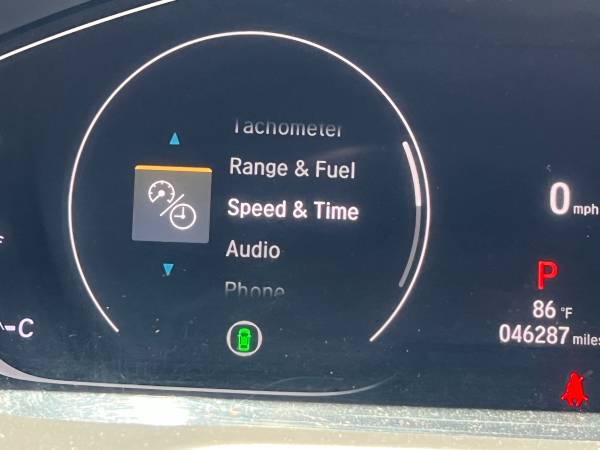 Tachometer
Range & Fuel
Speed & Time
Audio
Phone
0 mph
P
86 °F
046287 miles
C